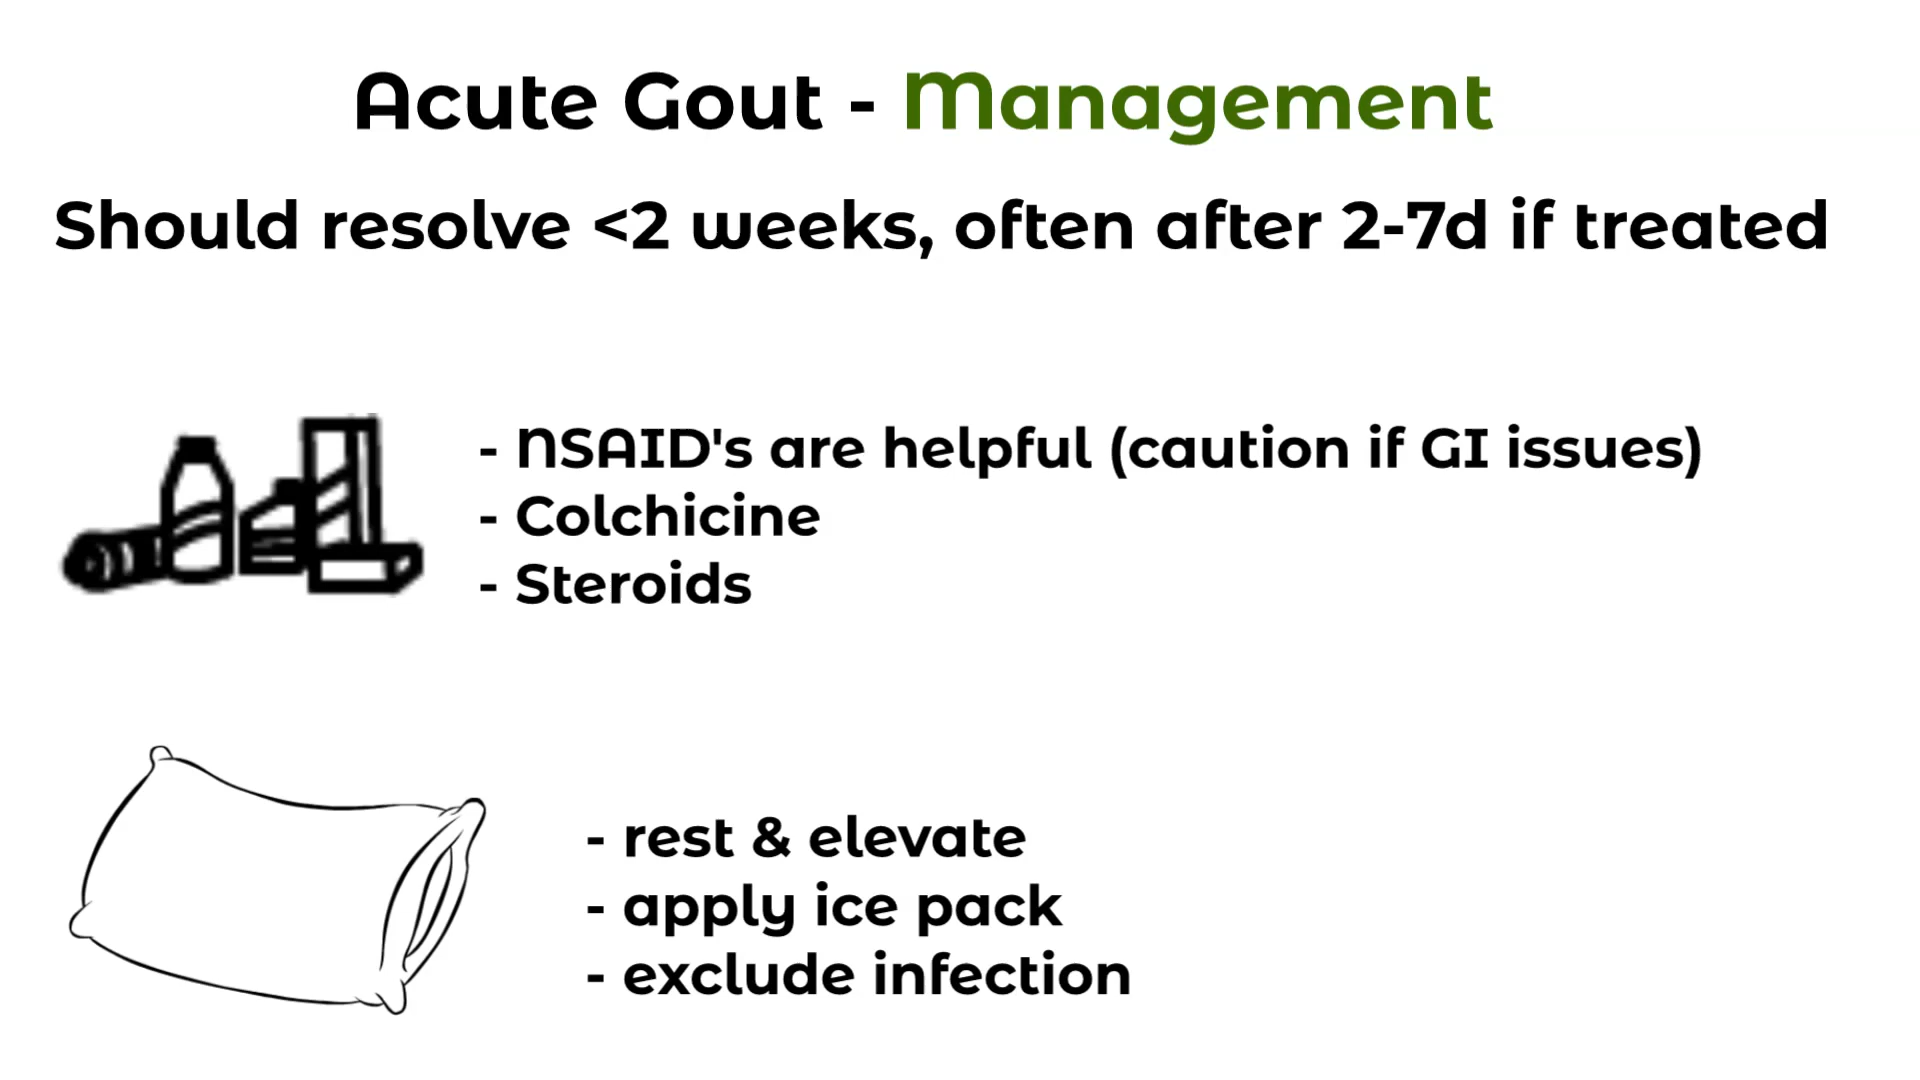 Acute Gout - Management
Should resolve <2 weeks, often after 2-7d if treated
- NSAID's are helpful (caution if GI issues)
- Colchicine
- Steroids
- rest & elevate
- apply ice pack
- exclude infection